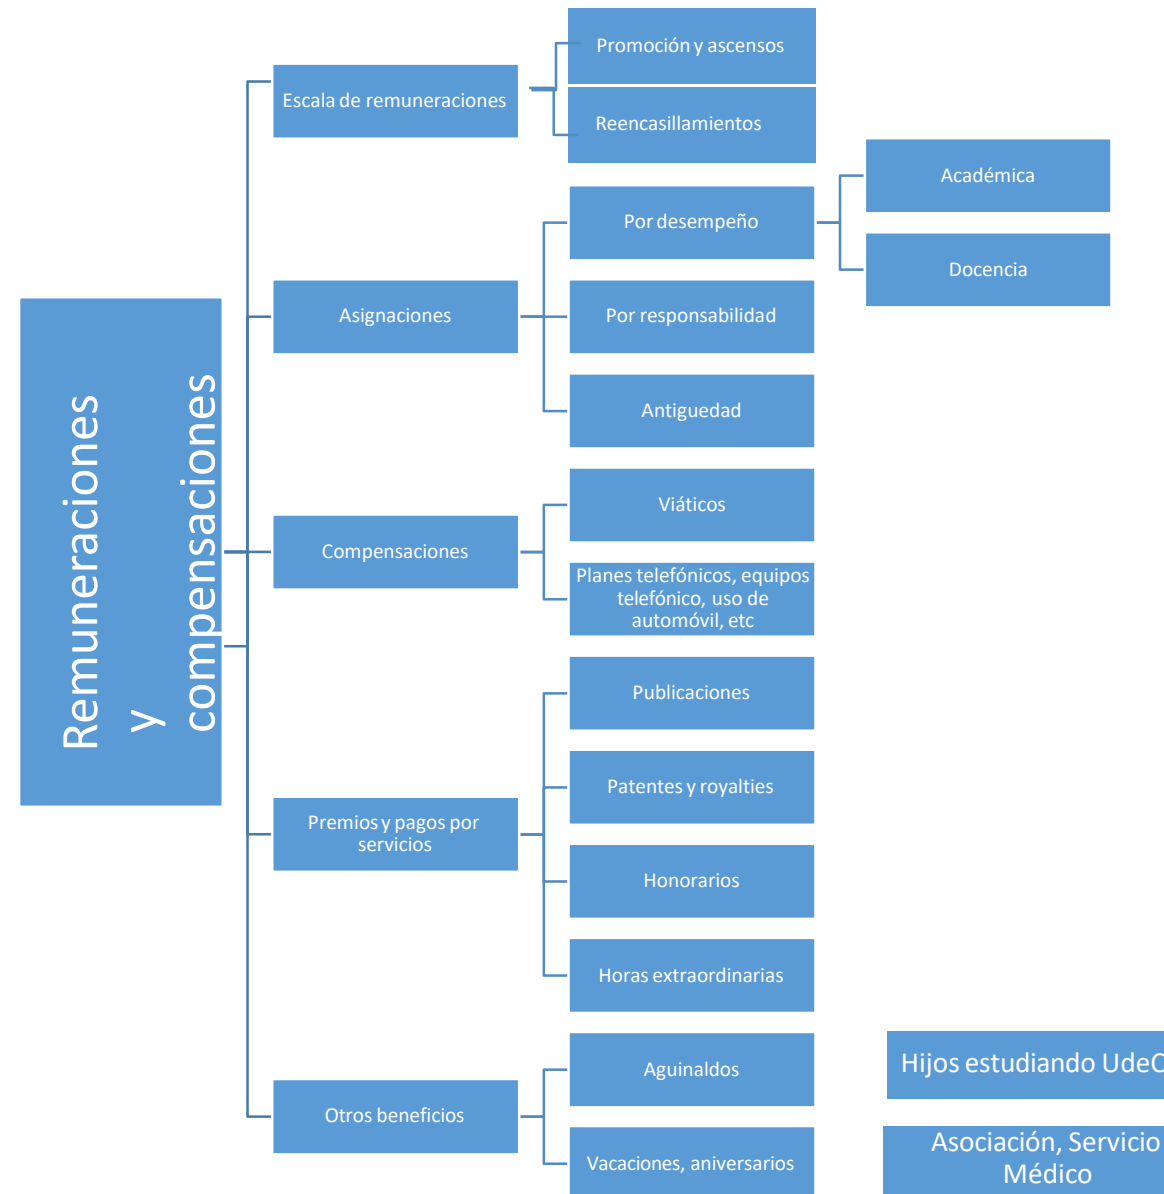 Remuneraciones
y
compensaciones
Escala de remuneraciones
Promoción y ascensos
Reencasillamientos
Asignaciones
Por desempeño
Académica
Docencia
Por responsabilidad
Antiguedad
Compensaciones
Viáticos
Planes telefónicos, equipos
telefónico, uso de
automóvil, etc
Premios y pagos por
servicios
Publicaciones
Patentes y royalties
Honorarios
Horas extraordinarias
Otros beneficios
Aguinaldos
Vacaciones, aniversarios
Hijos estudiando UdeC
Asociación, Servicio
Médico